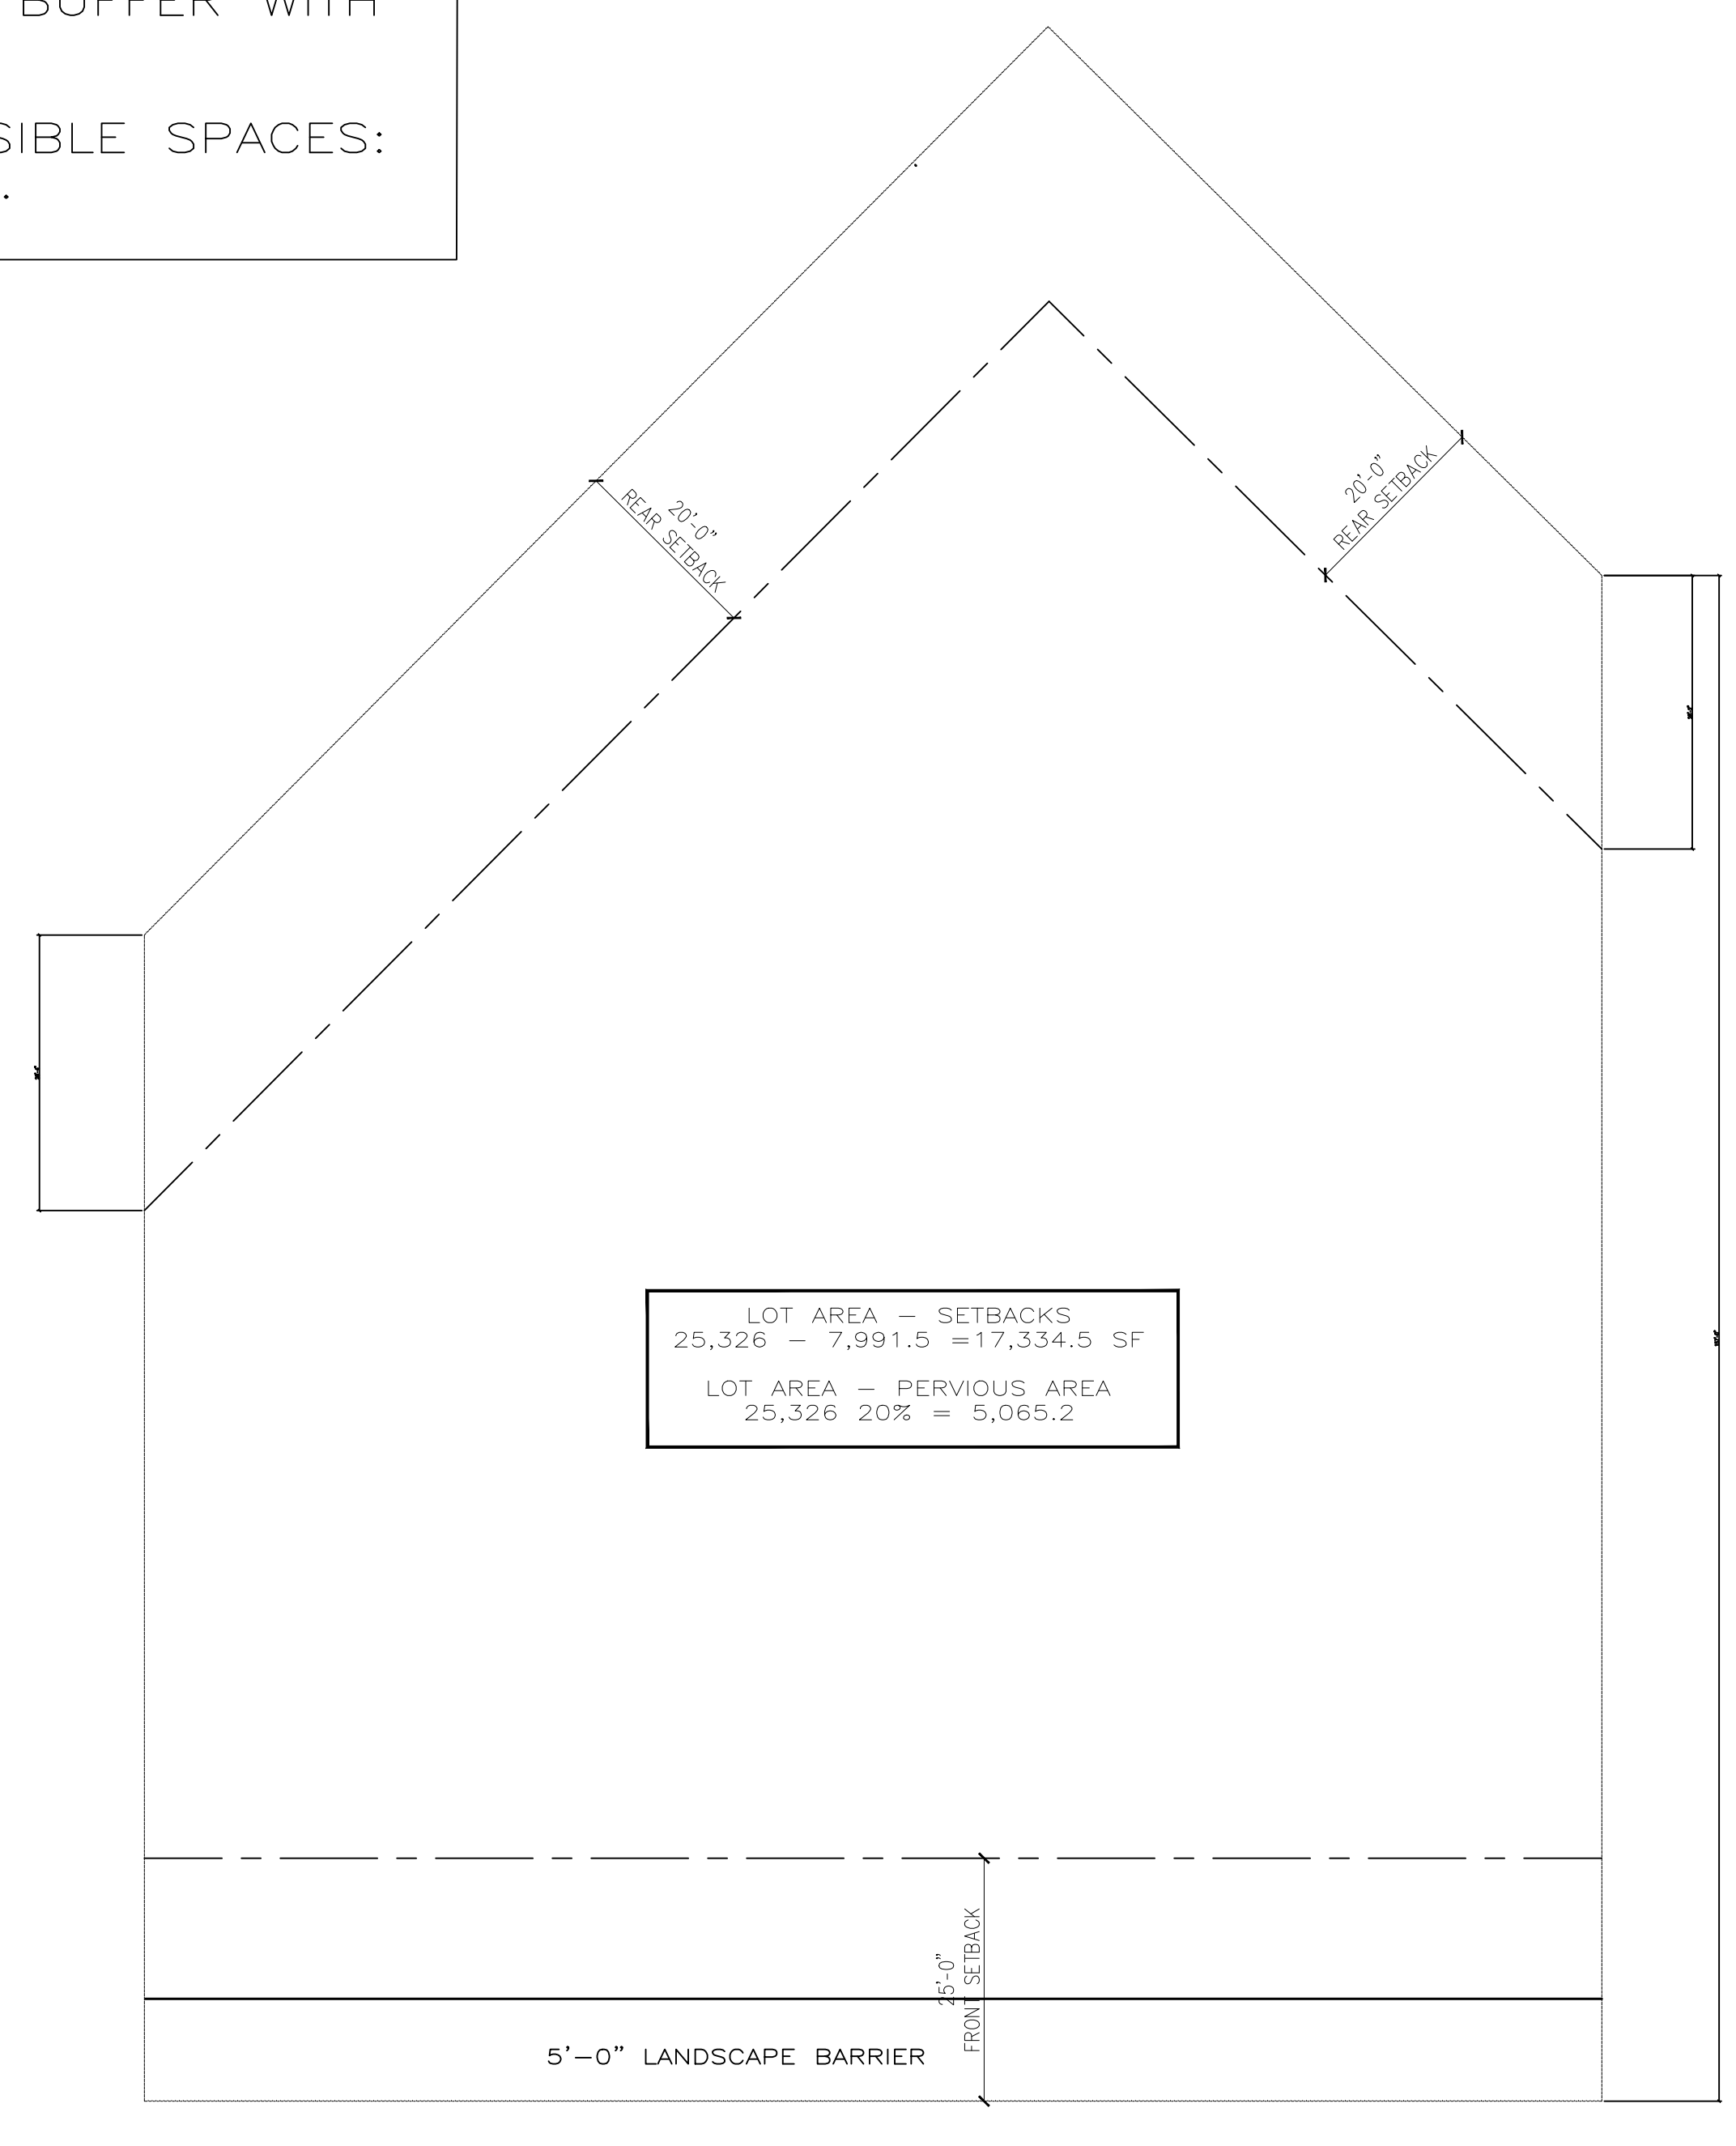 BUFFER WITH
SIBLE SPACES:
.
20'-0"
REAR SETBACK
20'-0"
REAR SETBACK
LOT AREA – SETBACKS
25,326 – 7,991.5 =17,334.5 SF
LOT AREA – PERVIOUS AREA
25,326 20% = 5,065.2
25'-0"
FRONT SETBACK
5'–0" LANDSCAPE BARRIER